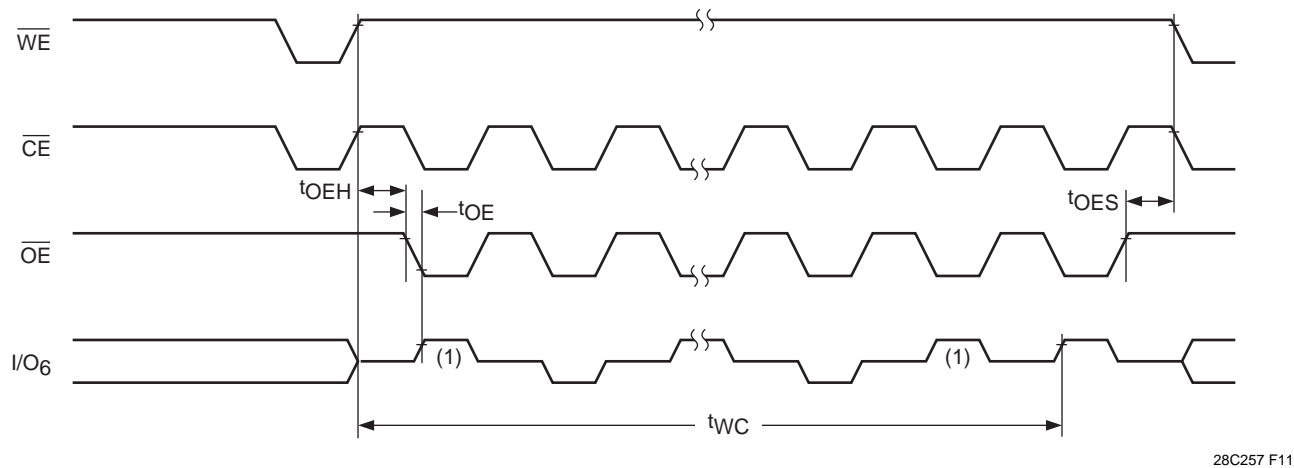 WE
CE
tOEH
tOE
tOES
OE
I/O6
(1)
(1)
tWC
28C257 F11